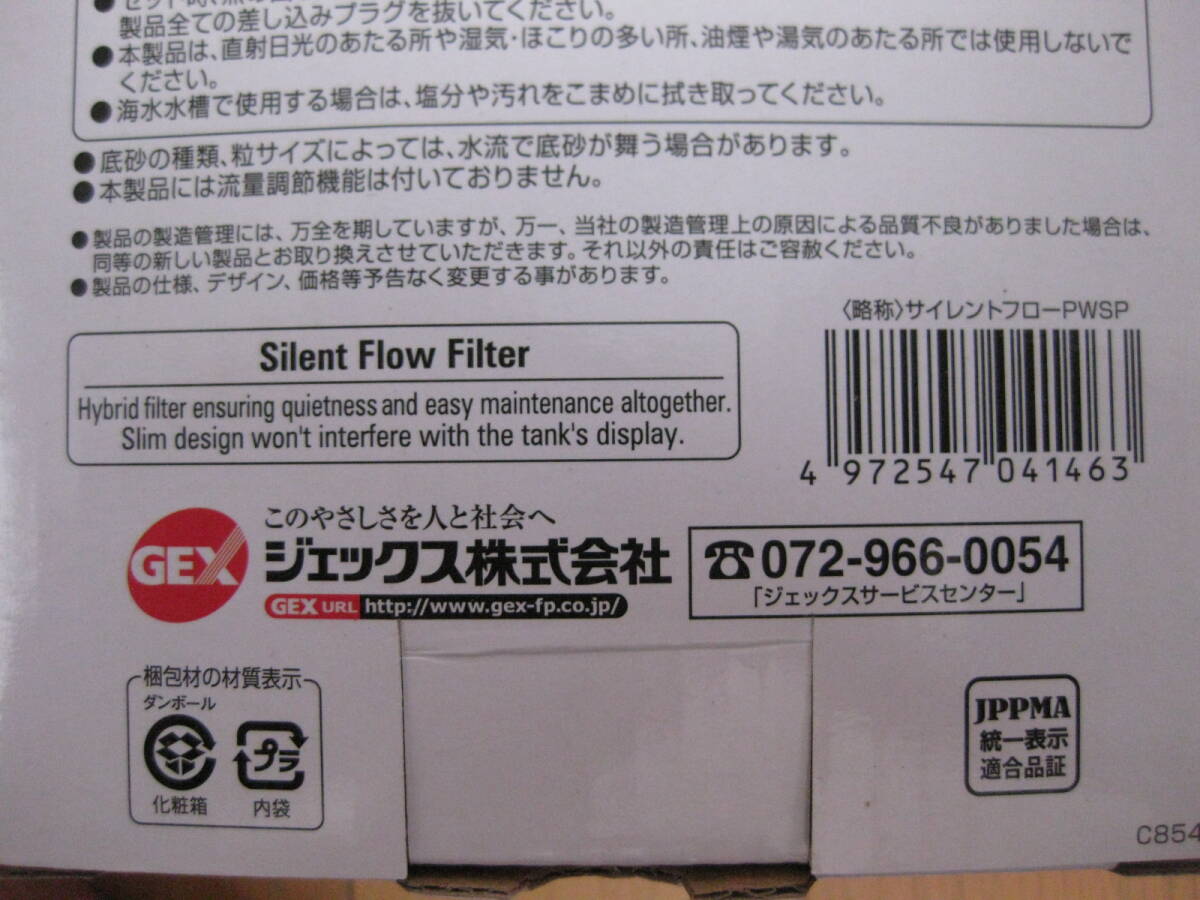 製品全ての差し込みプラグを抜いてください。
●本製品は、直射日光のあたる所や湿気・ほこりの多い所、油煙や湯気のあたる所では使用しないで
ください。
●海水水槽で使用する場合は、塩分や汚れをこまめに拭き取ってください。
●底砂の種類、粒サイズによっては、水流で底砂が舞う場合があります。
●本製品には流量調節機能は付いておりません。
●製品の製造管理には、万全を期していますが、万一、当社の製造管理上の原因による品質不良がありました場合は、
同等の新しい製品とお取り換えさせていただきます。それ以外の責任はご容赦ください。
●製品の仕様、デザイン、価格等予告なく変更する事があります。
〈略称〉サイレントフローPWSP
4 972547 041463
Silent Flow Filter
Hybrid filter ensuring quietness and easy maintenance altogether.
Slim design won't interfere with the tank's display.
GEX
このやさしさを人と社会へ
ジェックス株式会社
GEX URL http://www.gex-fp.co.jp/
☎072-966-0054
「ジェックスサービスセンター」
梱包材の材質表示
ダンボール
プラ
化粧箱
内袋
JPPMA
統一表示
適合品証
C854